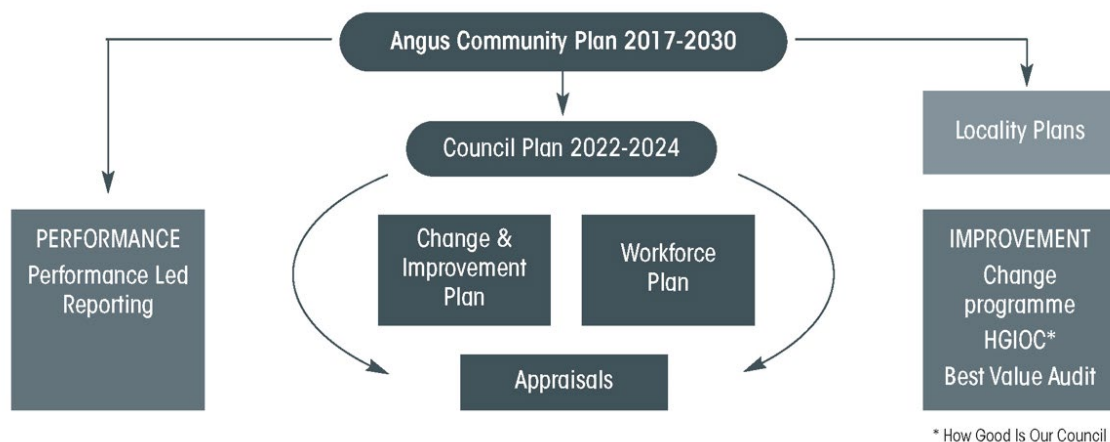 Angus Community Plan 2017-2030
Locality Plans
Council Plan 2022-2024
PERFORMANCE
Performance Led
Reporting
Change &
Improvement
Plan
Workforce
Plan
IMPROVEMENT
Change
programme
HGIOC*
Best Value Audit
Appraisals
* How Good Is Our Council